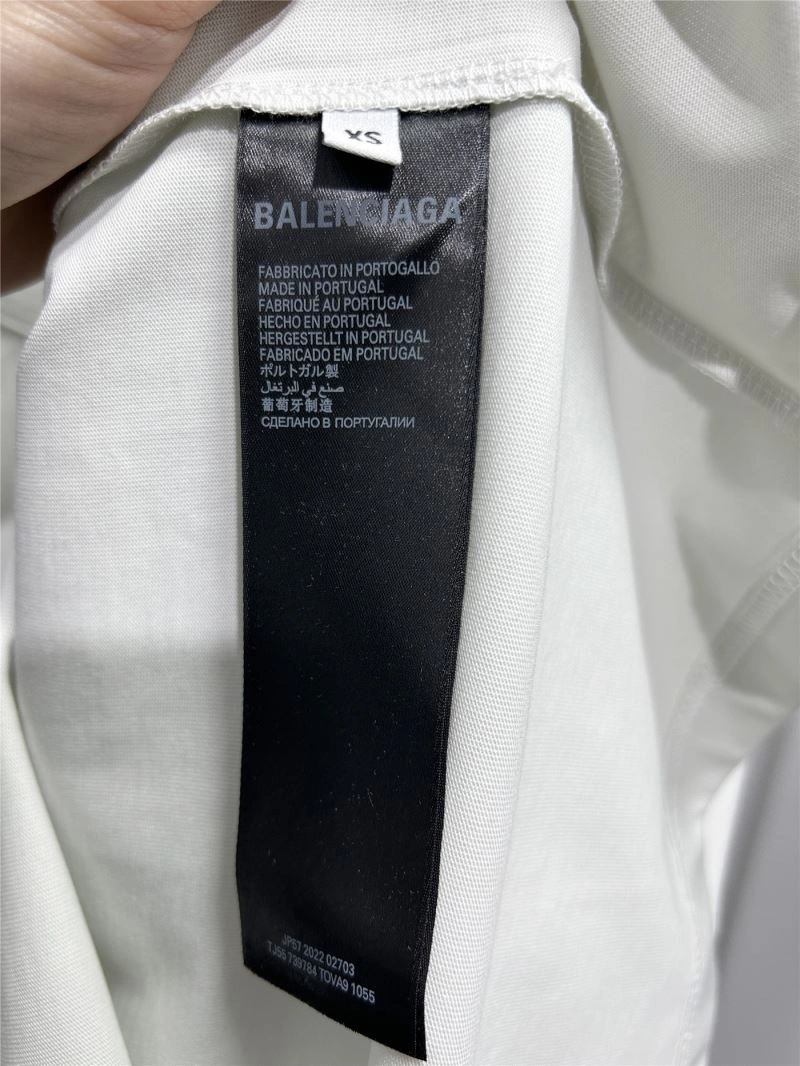 XS
BALENCIAGA
FABBRICATO IN PORTOGALLO
MADE IN PORTUGAL
FABRIQUÉ AU PORTUGAL
HECHO EN PORTUGAL
HERGESTELLT IN PORTUGAL
FABRICADO EM PORTUGAL
ポルトガル製
صنع في البرتغال
葡萄牙制造
СДЕЛАНО В ПОРТУГАЛИИ
JP57 2022 02703
TJ55 739784 TOVA9 1055